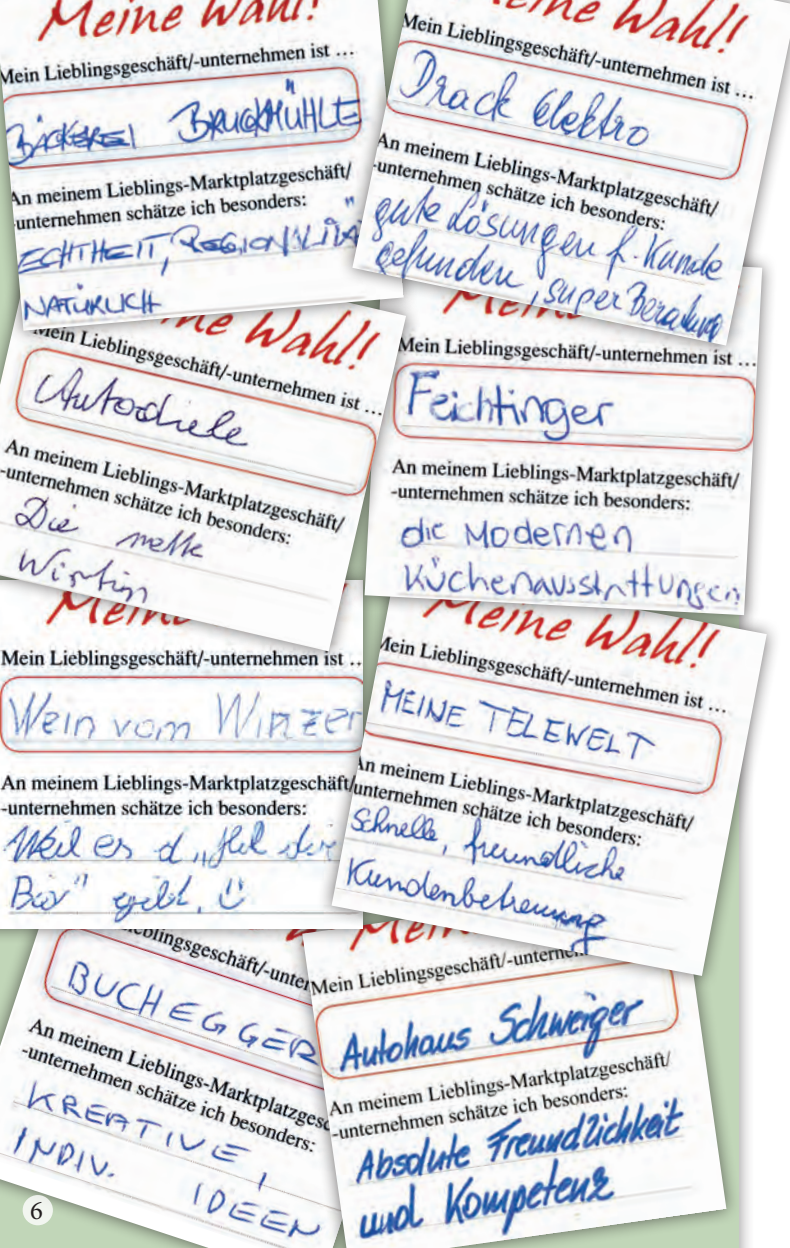 Meine Wahl!
Mein Lieblingsgeschäft/-unternehmen ist …
BÄCKEREI BRUCKMÜHLE
An meinem Lieblings-Marktplatzgeschäft/
-unternehmen schätze ich besonders:
ECHTHEIT, REGIONALITÄ
NATÜRLICH
Meine Wahl!
Mein Lieblingsgeschäft/-unternehmen ist …
Drack Elektro
An meinem Lieblings-Marktplatzgeschäft/
-unternehmen schätze ich besonders:
gute Lösungen f. Kunde
gefunden, super Beratung
Meine Wahl!
Mein Lieblingsgeschäft/-unternehmen ist …
Autodiele
An meinem Lieblings-Marktplatzgeschäft/
-unternehmen schätze ich besonders:
Die nette
Wirtin
Meine
Mein Lieblingsgeschäft/-unternehmen ist …
Feichtinger
An meinem Lieblings-Marktplatzgeschäft/
-unternehmen schätze ich besonders:
die Modernen
Küchenausstattungen
Meine
Mein Lieblingsgeschäft/-unternehmen ist …
Wein vom Winzer
An meinem Lieblings-Marktplatzgeschäft/
-unternehmen schätze ich besonders:
Weil es d
gibt.
Meine Wahl!
Mein Lieblingsgeschäft/-unternehmen ist …
MEINE TELEWELT
An meinem Lieblings-Marktplatzgeschäft/
-unternehmen schätze ich besonders:
Schnelle, freundliche
Kundenbetreuung
Lieblingsgeschäft/-unter
BUCHEGGER
An meinem Lieblings-Marktplatzgesc
-unternehmen schätze ich besonders:
KREATIVE,
INDIV. IDEEN
Mein
Mein Lieblingsgeschäft/-unternehm
Autohaus Schweiger
An meinem Lieblings-Marktplatzgeschäft/
-unternehmen schätze ich besonders:
Absolute Freundlichkeit
und Kompetenz
6